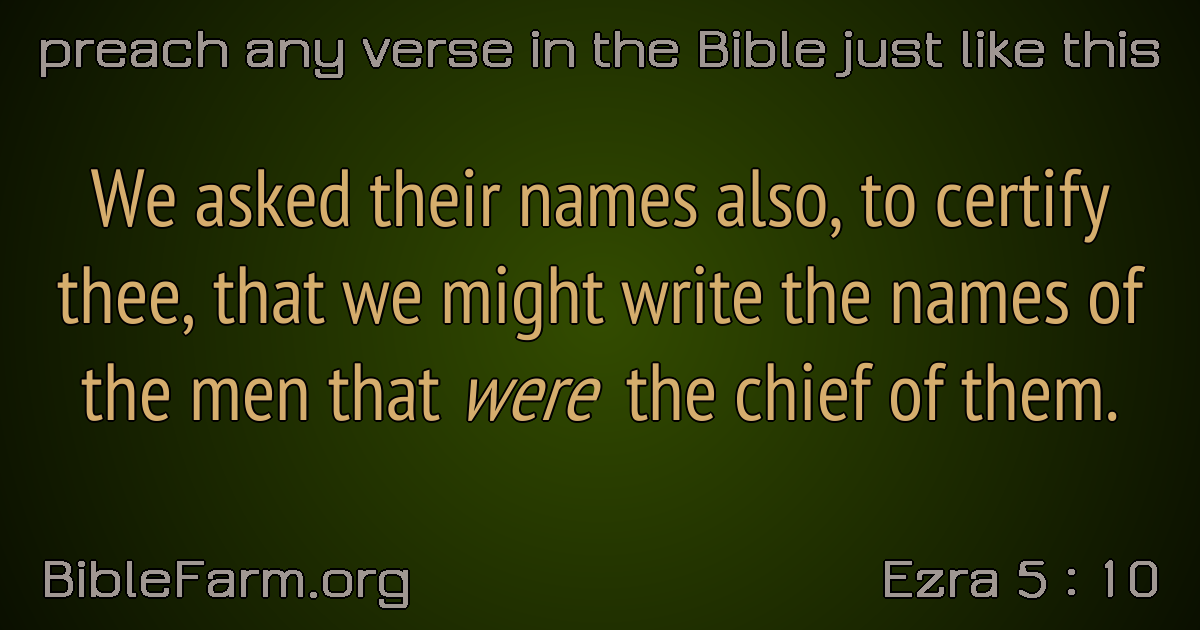 preach any verse in the Bible just like this
We asked their names also, to certify
thee, that we might write the names of
the men that were the chief of them.
BibleFarm.org
Ezra 5 : 10